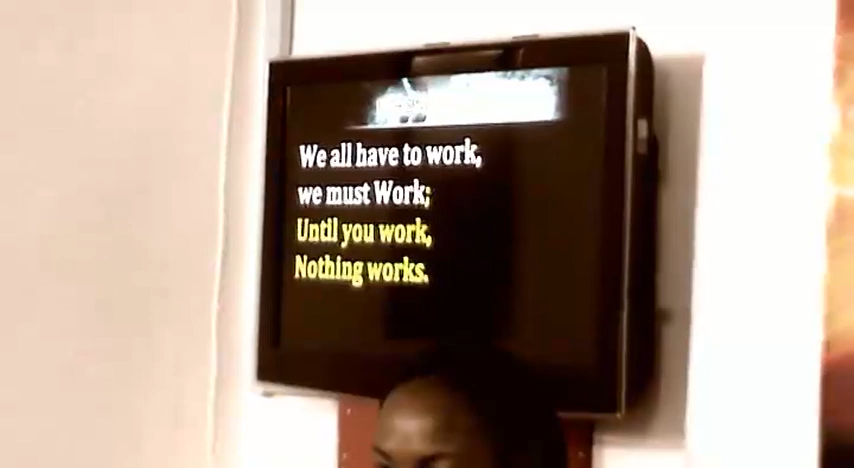 We all have to work,
we must Work;
Until you work,
Nothing works.